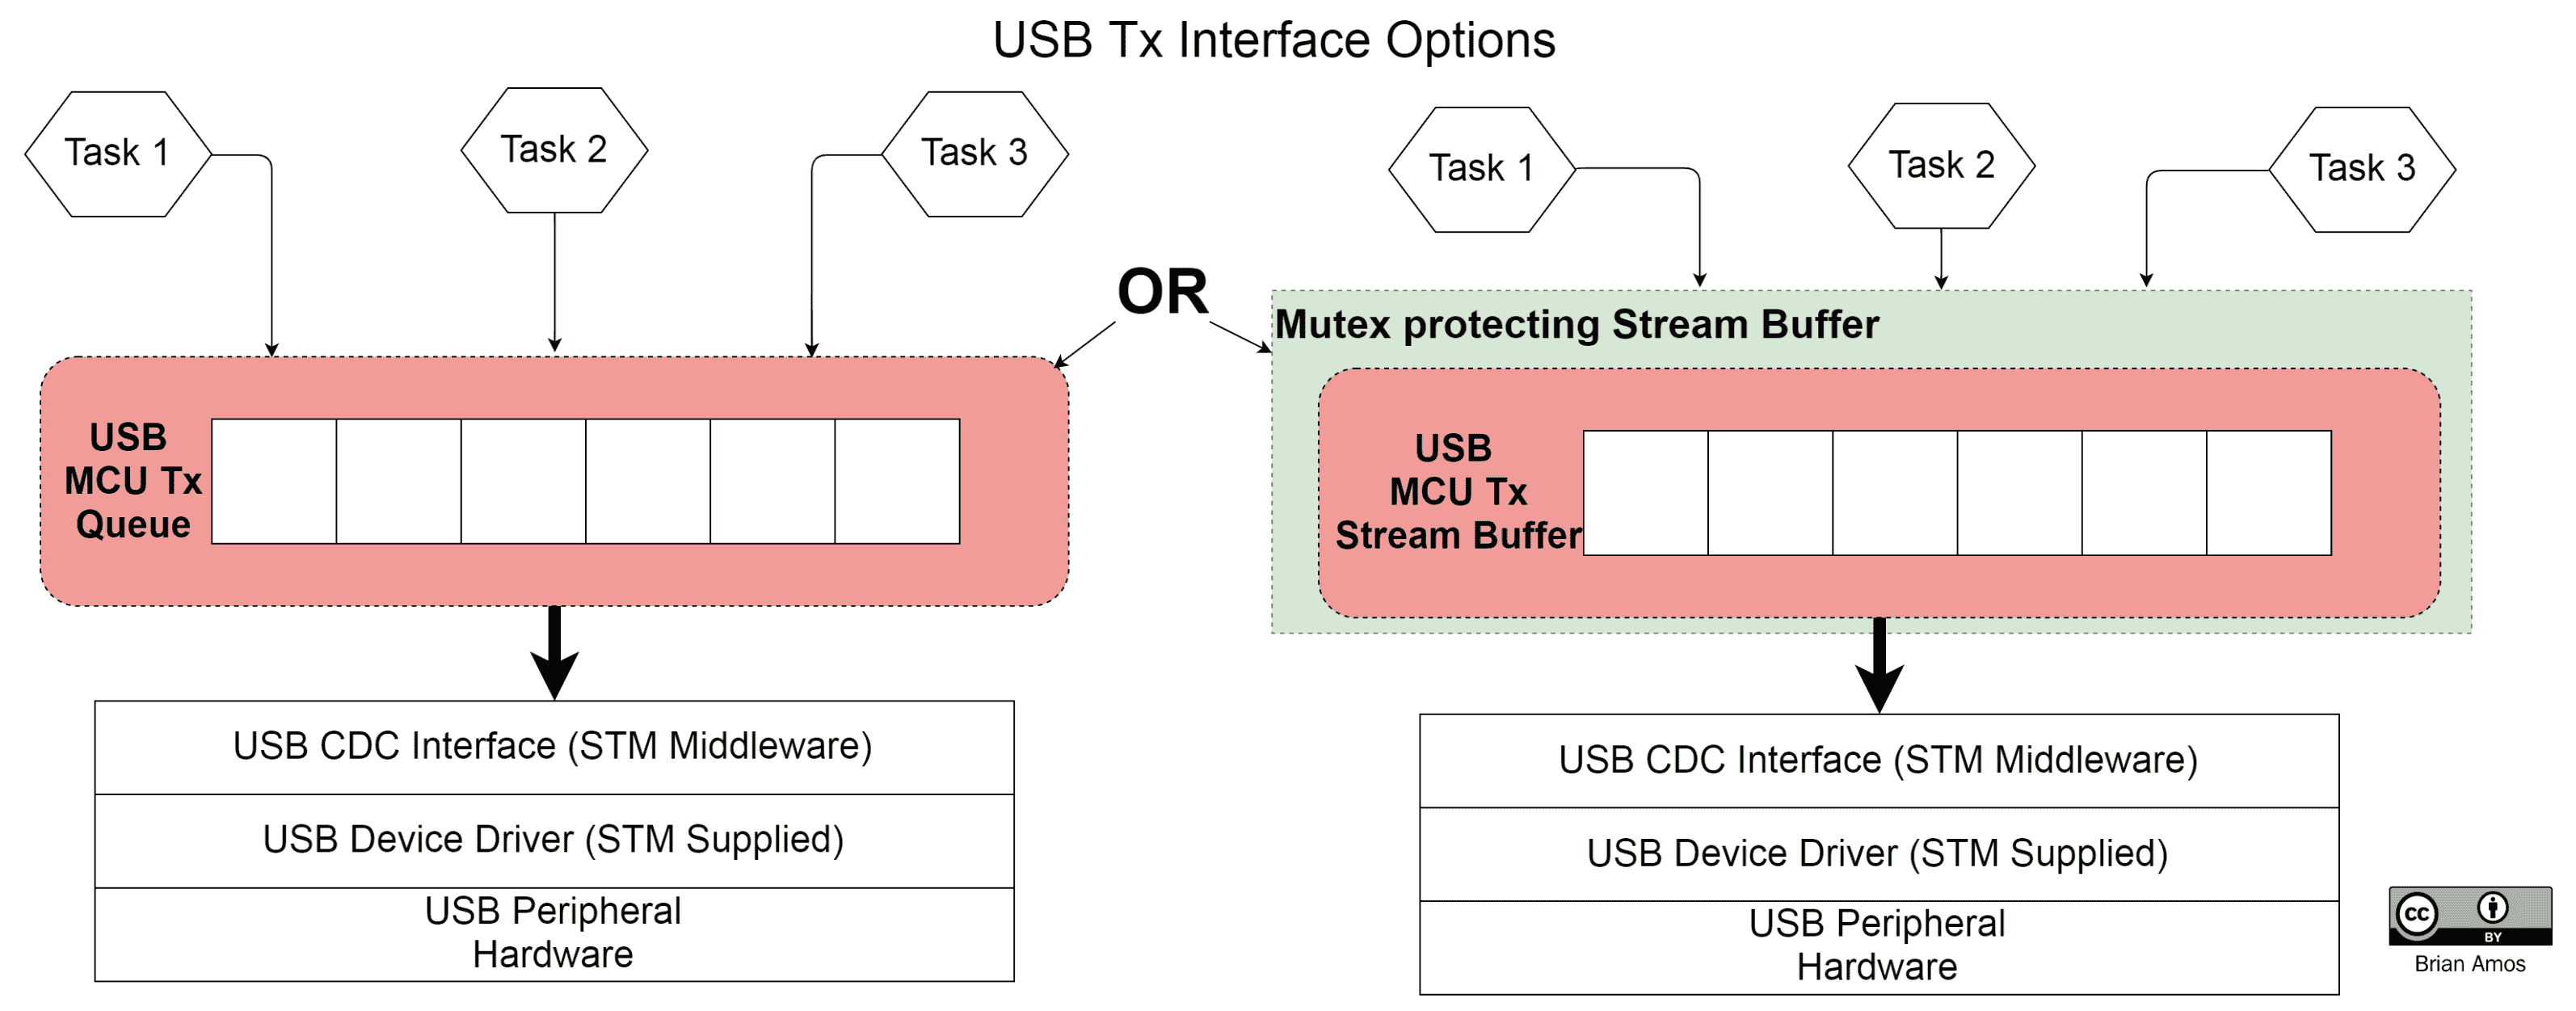 USB Tx Interface Options
Task 1
Task 2
Task 3
Task 1
Task 2
Task 3
OR
Mutex protecting Stream Buffer
USB
MCU Tx
Queue
USB
MCU Tx
Stream Buffer
USB CDC Interface (STM Middleware)
USB Device Driver (STM Supplied)
USB Peripheral
Hardware
USB CDC Interface (STM Middleware)
USB Device Driver (STM Supplied)
USB Peripheral
Hardware
cc
BY
Brian Amos